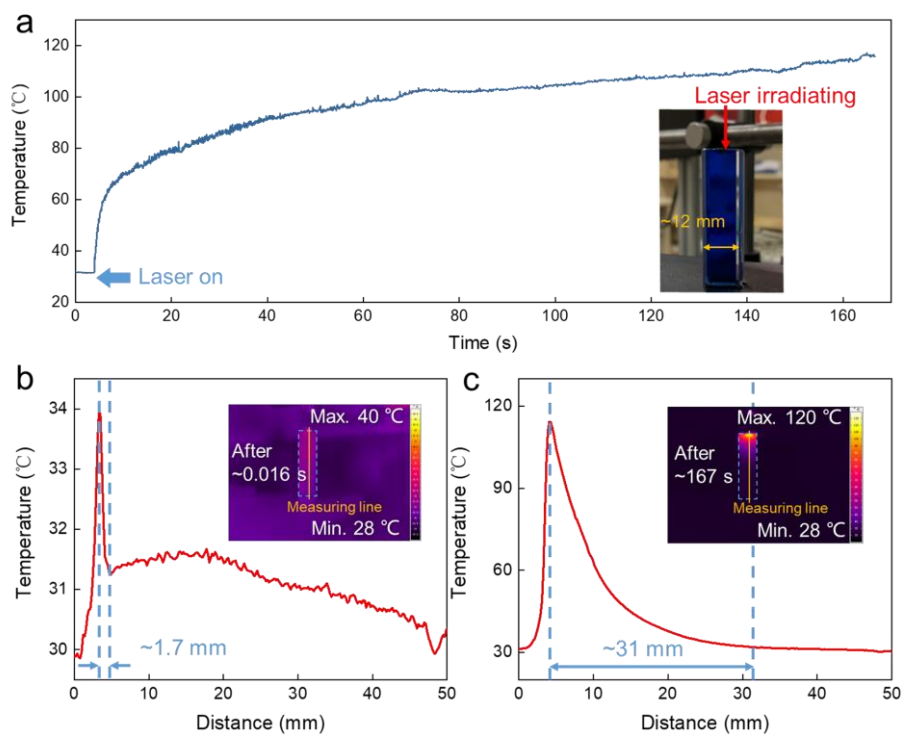 a
Temperature (℃)
120
100
80
60
40
20
Laser on
Laser irradiating
~12 mm
0
20
40
60
80
100
120
140
160
Time (s)
b
Temperature (℃)
34
33
32
31
30
After
~0.016 s
Max. 40 ℃
Measuring line
Min. 28 ℃
~1.7 mm
0
10
20
30
40
50
Distance (mm)
c
Temperature (℃)
120
90
60
30
After
~167 s
Max. 120 ℃
Measuring line
Min. 28 ℃
~31 mm
0
10
20
30
40
50
Distance (mm)